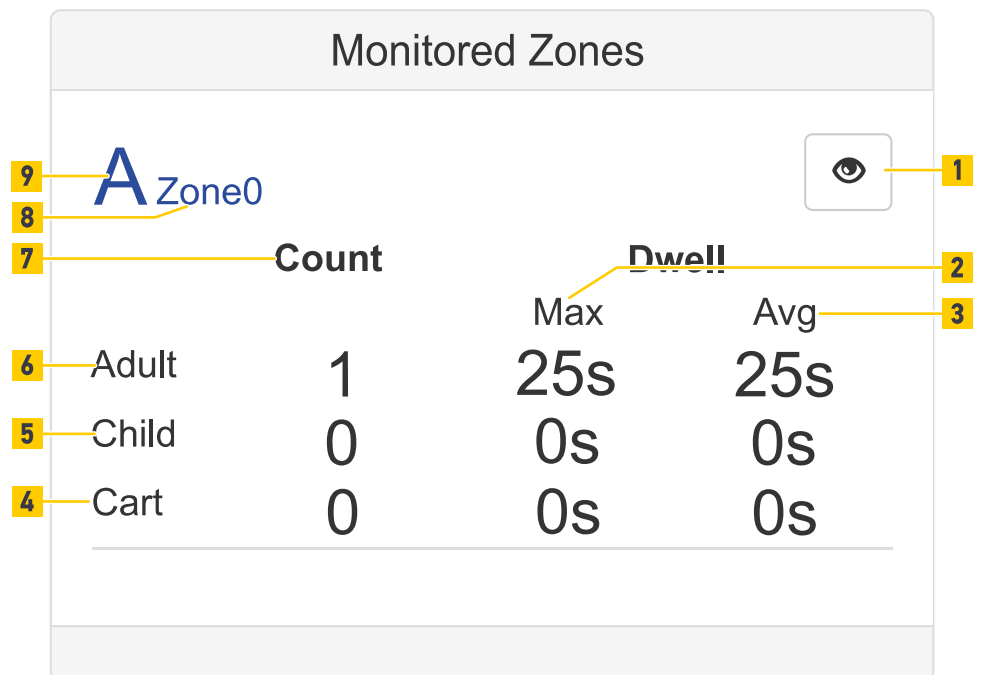 Monitored Zones
9 A Zone0 1
8
7 Count Dwell 2
Max Avg 3
6 Adult 1 25s 25s
5 Child 0 0s 0s
4 Cart 0 0s 0s